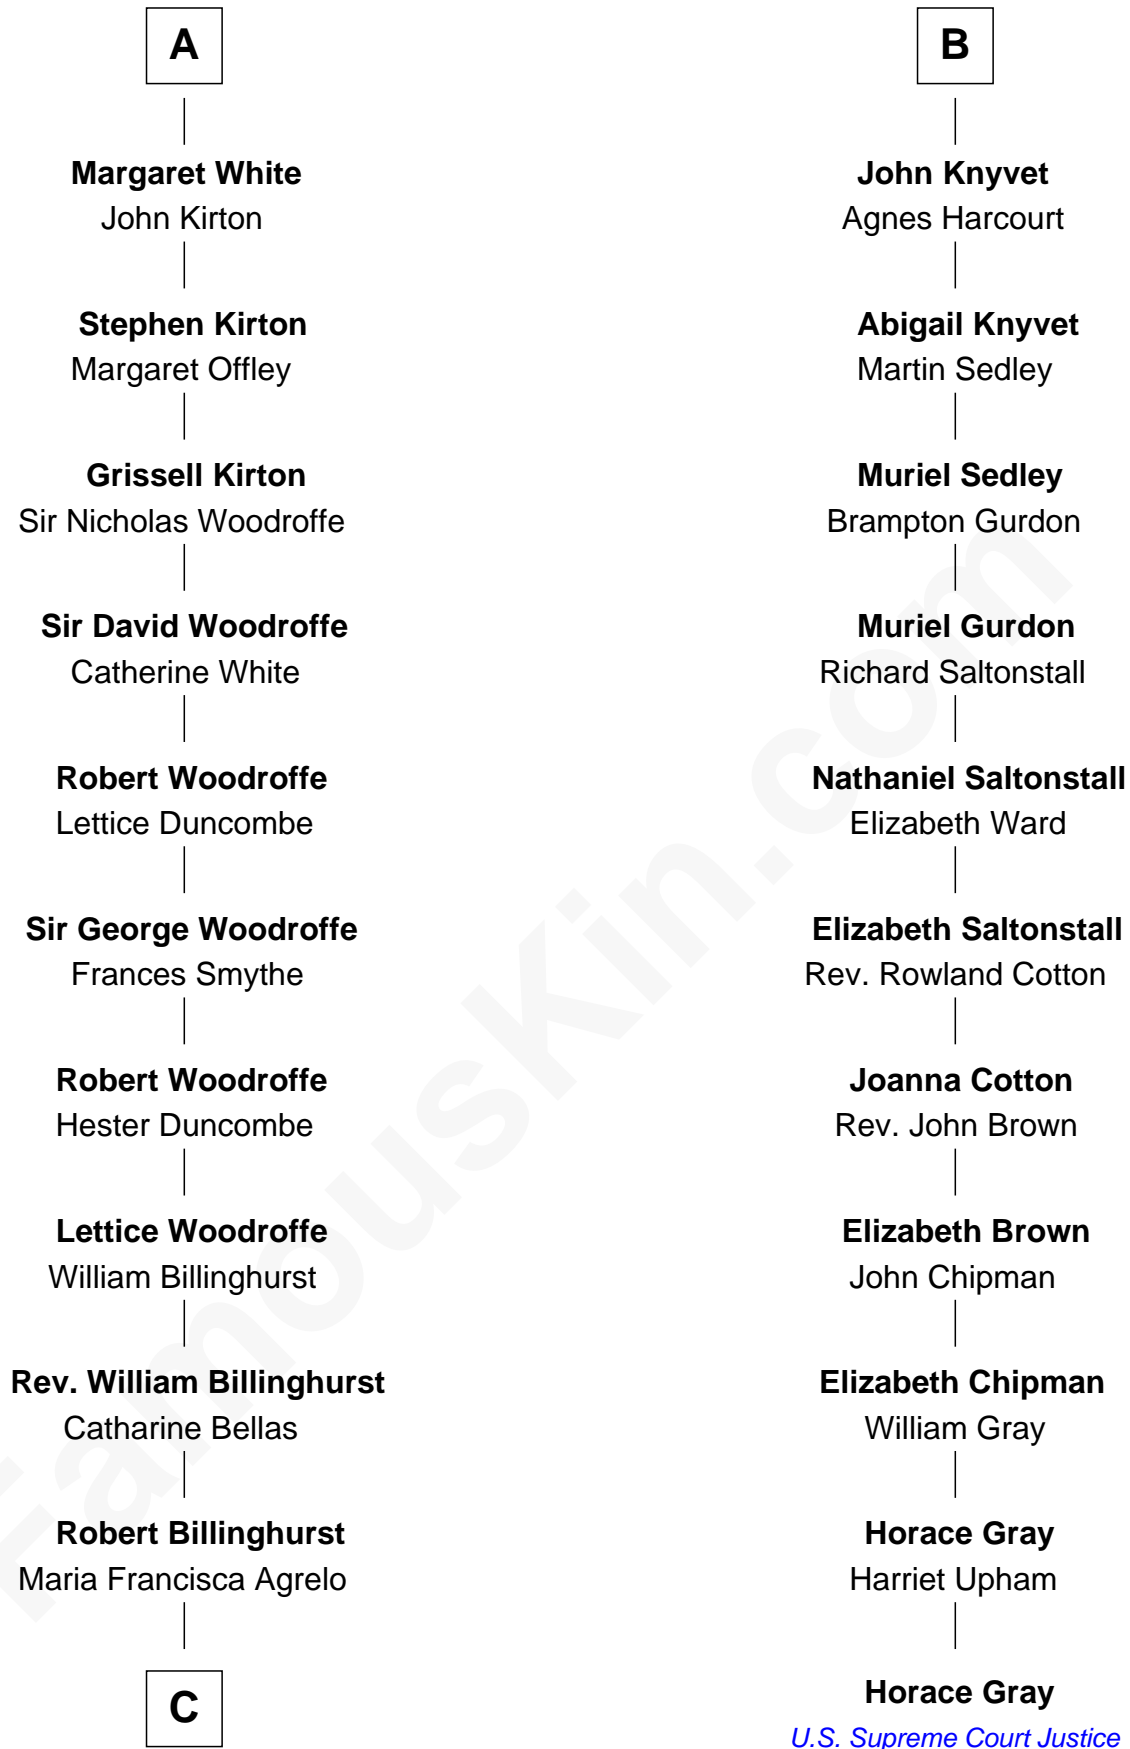 A
Margaret White
John Kirton
Stephen Kirton
Margaret Offley
Grissell Kirton
Sir Nicholas Woodroffe
Sir David Woodroffe
Catherine White
Robert Woodroffe
Lettice Duncombe
Sir George Woodroffe
Frances Smythe
Robert Woodroffe
Hester Duncombe
Lettice Woodroffe
William Billinghurst
Rev. William Billinghurst
Catharine Bellas
Robert Billinghurst
Maria Francisca Agrelo
C
B
John Knyvet
Agnes Harcourt
Abigail Knyvet
Martin Sedley
Muriel Sedley
Brampton Gurdon
Muriel Gurdon
Richard Saltonstall
Nathaniel Saltonstall
Elizabeth Ward
Elizabeth Saltonstall
Rev. Rowland Cotton
Joanna Cotton
Rev. John Brown
Elizabeth Brown
John Chipman
Elizabeth Chipman
William Gray
Horace Gray
Harriet Upham
Horace Gray
U.S. Supreme Court Justice
FamousKin.com